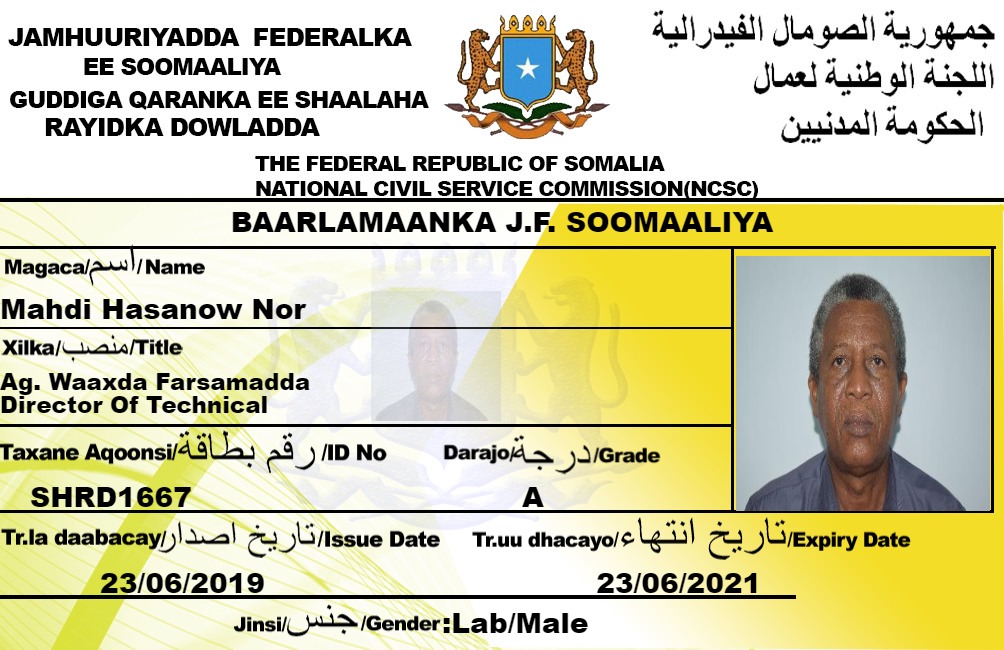 JAMHUURIYADDA FEDERALKA
EE SOOMAALIYA
GUDDIGA QARANKA EE SHAALAHA
RAYIDKA DOWLADDA
جمهورية الصومال الفيدرالية
اللجنة الوطنية لعمال
الحكومة المدنيين
THE FEDERAL REPUBLIC OF SOMALIA
NATIONAL CIVIL SERVICE COMMISSION(NCSC)
BAARLAMAANKA J.F. SOOMAALIYA
Magaca/اسم/Name
Mahdi Hasanow Nor
Xilka/منصب/Title
Ag. Waaxda Farsamadda
Director Of Technical
Taxane Aqoonsi/رقم بطاقة/ID No
SHRD1667
Darajo/درجة/Grade
A
Tr.la daabacay/تاريخ اصدار/Issue Date
23/06/2019
Tr.uu dhacayo/تاريخ انتهاء/Expiry Date
23/06/2021
Jinsi/جنس/Gender:Lab/Male